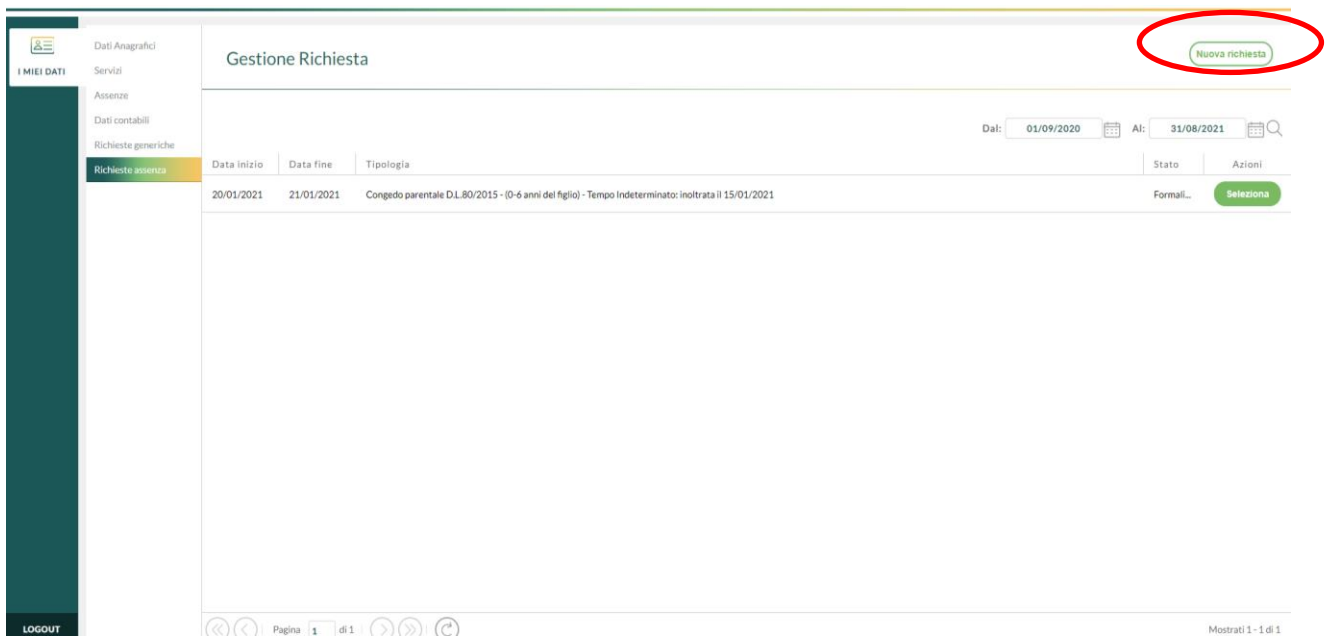 I MIEI DATI
Dati Anagrafici
Servizi
Assenze
Dati contabili
Richieste generiche
Richieste assenza
Gestione Richiesta
Nuova richiesta
Dal: 01/09/2020 Al: 31/08/2021
Data inizio Data fine Tipologia Stato Azioni
20/01/2021 21/01/2021 Congedo parentale D.L.80/2015 - (0-6 anni del figlio) - Tempo Indeterminato: inoltrata il 15/01/2021 Formali... Seleziona
LOGOUT
Pagina 1 di 1
Mostrati 1 - 1 di 1